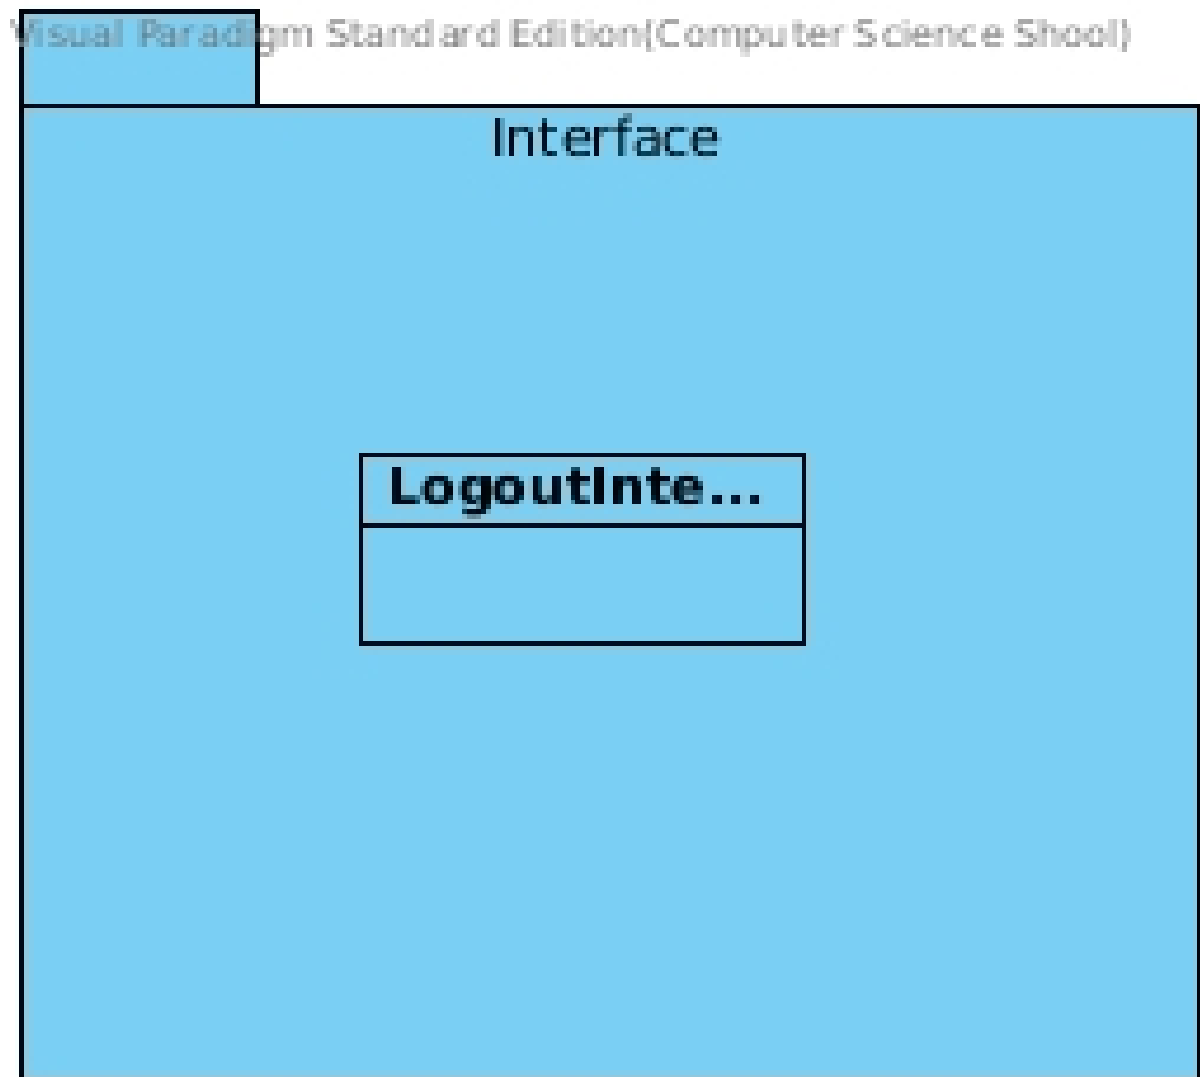 Visual Paradigm Standard Edition(Computer Science Shool)
Interface
LogoutInte...